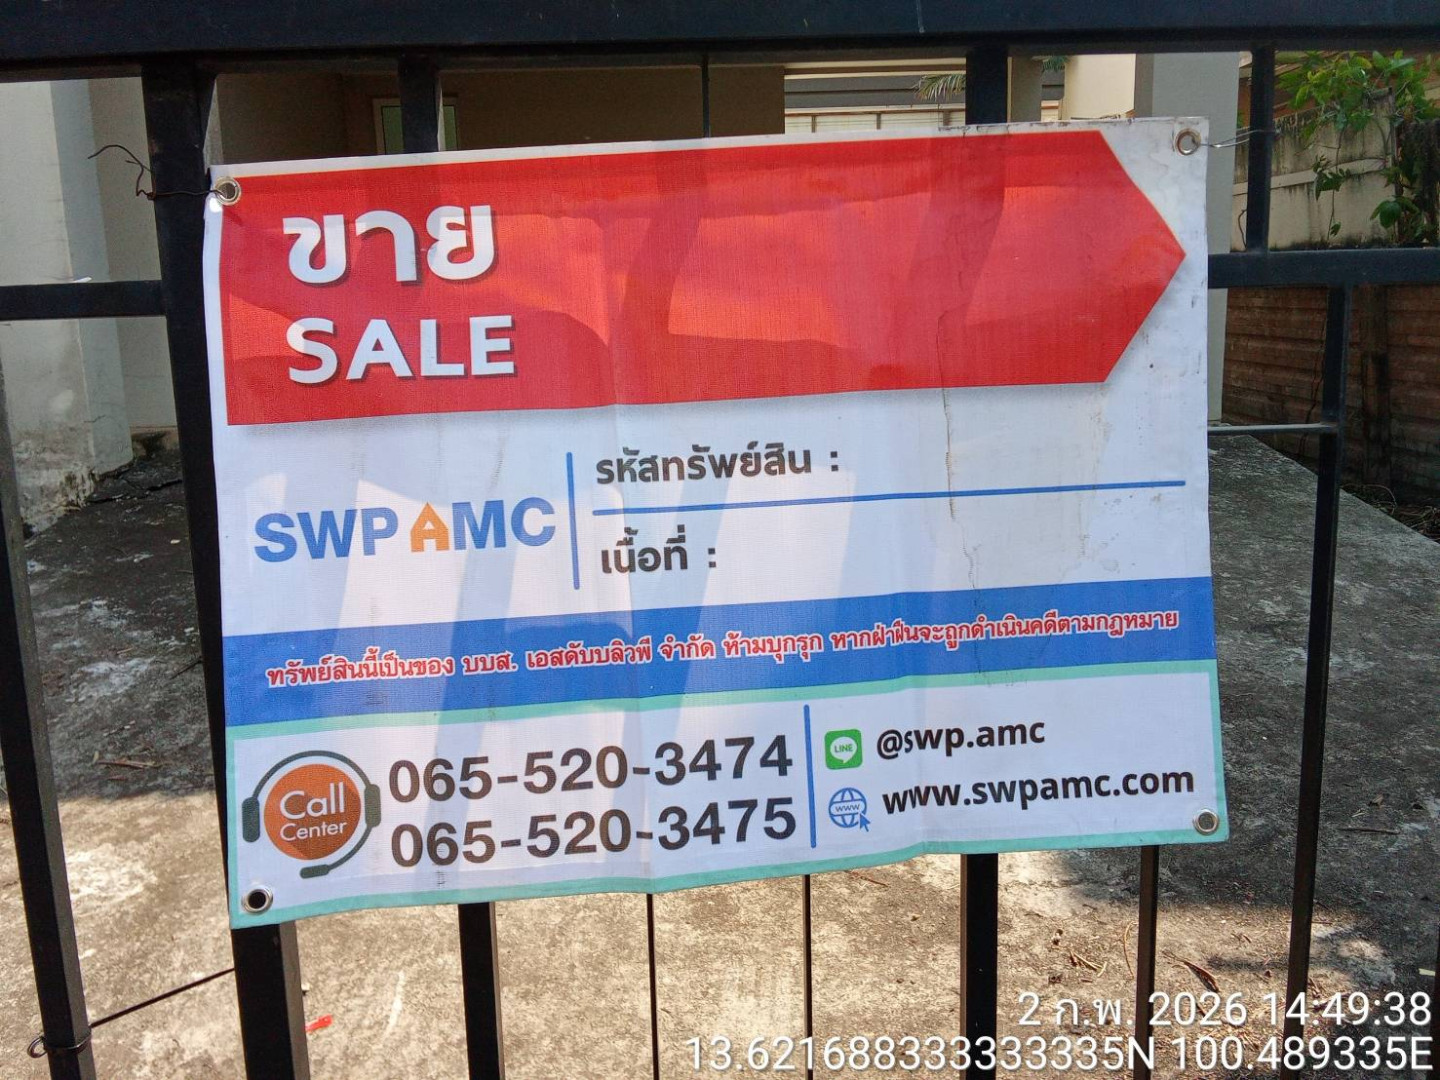 ขาย
SALE
SWP AMC
รหัสทรัพย์สิน :
เนื้อที่ :
ทรัพย์สินนี้เป็นของ บบส. เอสดับบลิวพี จำกัด ห้ามบุกรุก หากฝ่าฝืนจะถูกดำเนินคดีตามกฎหมาย
Call
Center
065-520-3474
065-520-3475
LINE
@swp.amc
www
www.swpamc.com
2 ก.พ. 2026 14:49:38
13.621688333333335N 100.489335E